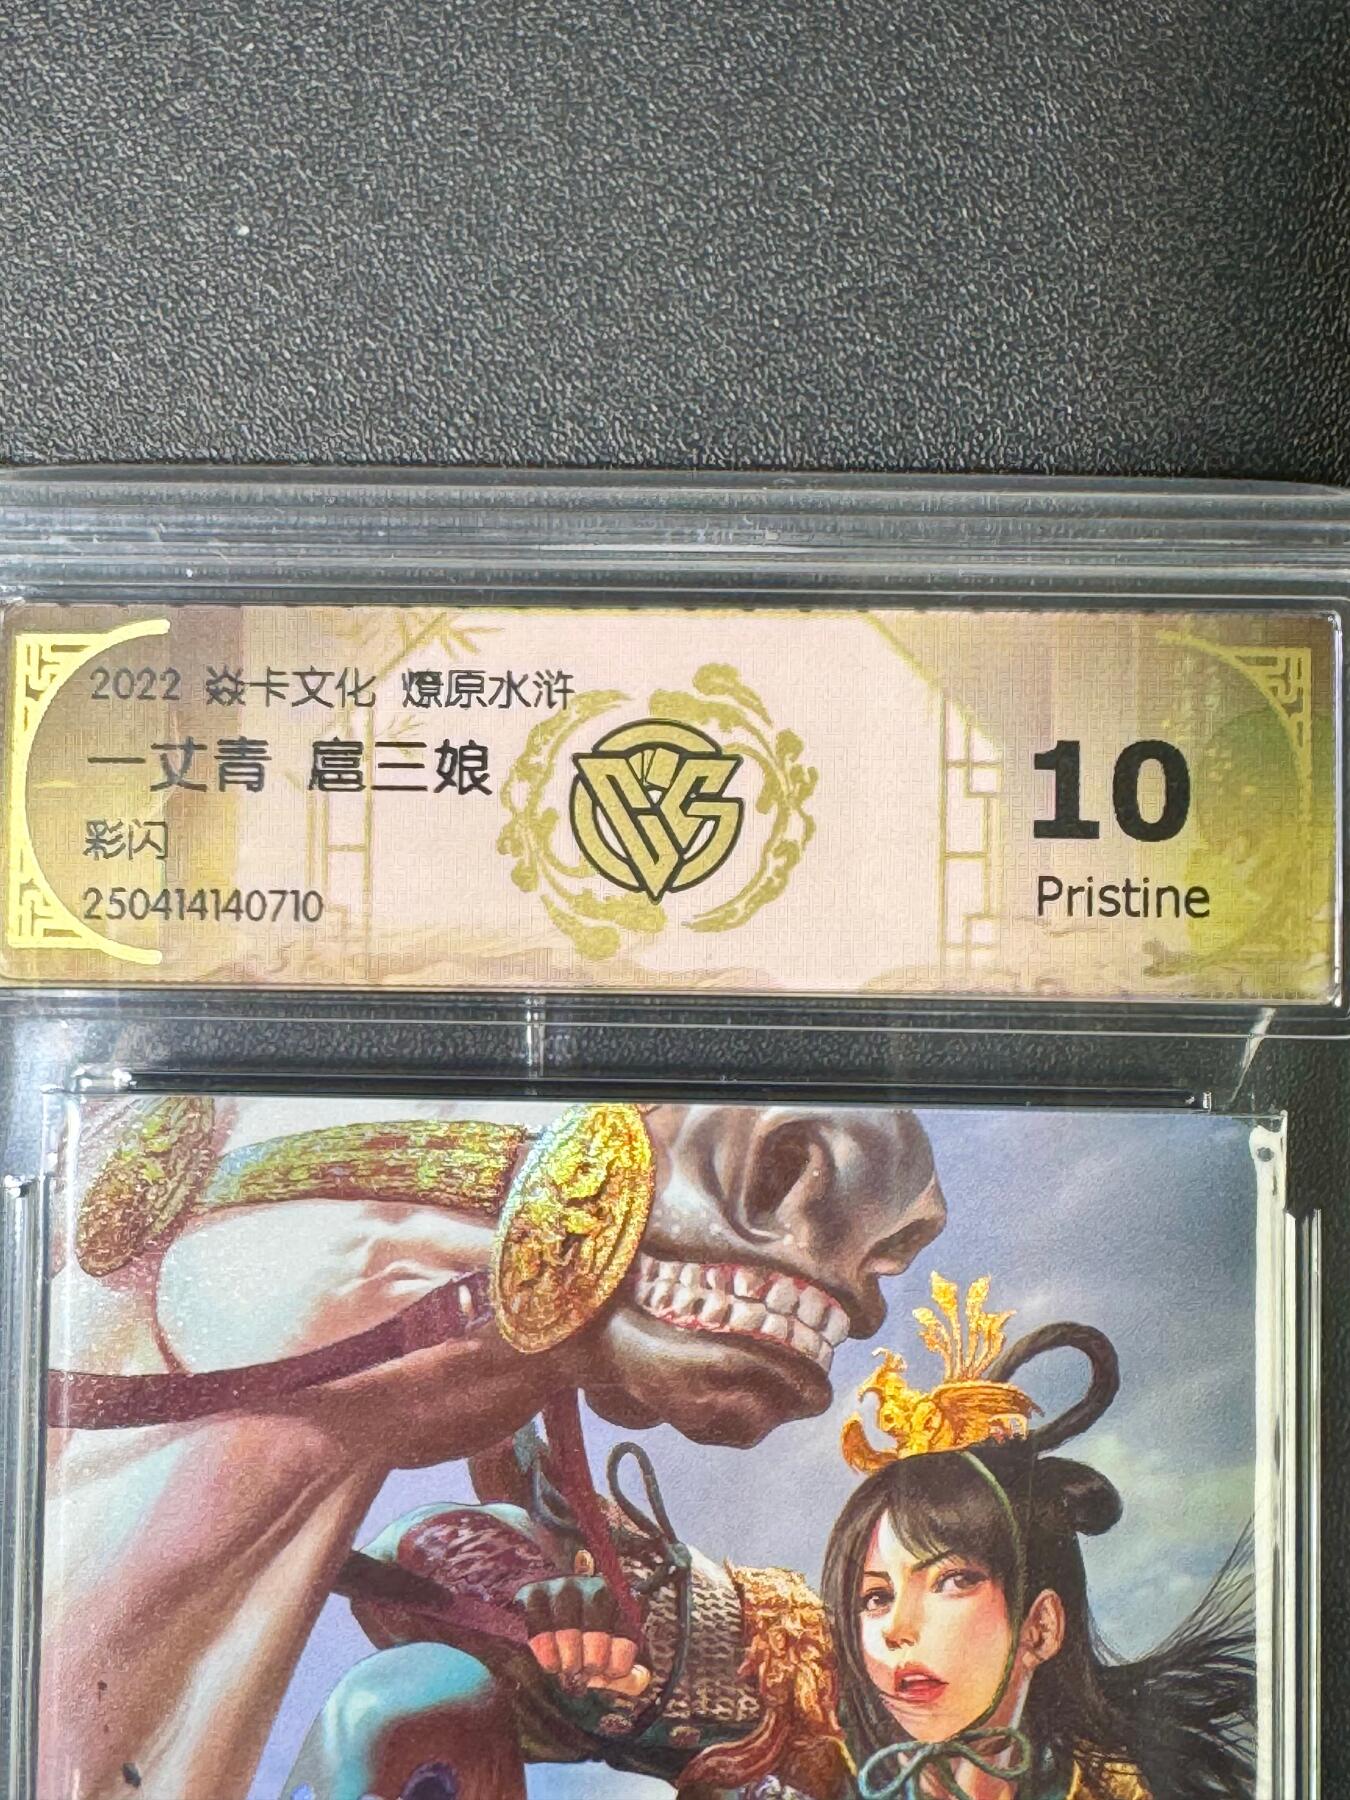 2022 焱卡文化 燎原水浒
一丈青 扈三娘
彩闪
250414140710
CCG
10
Pristine